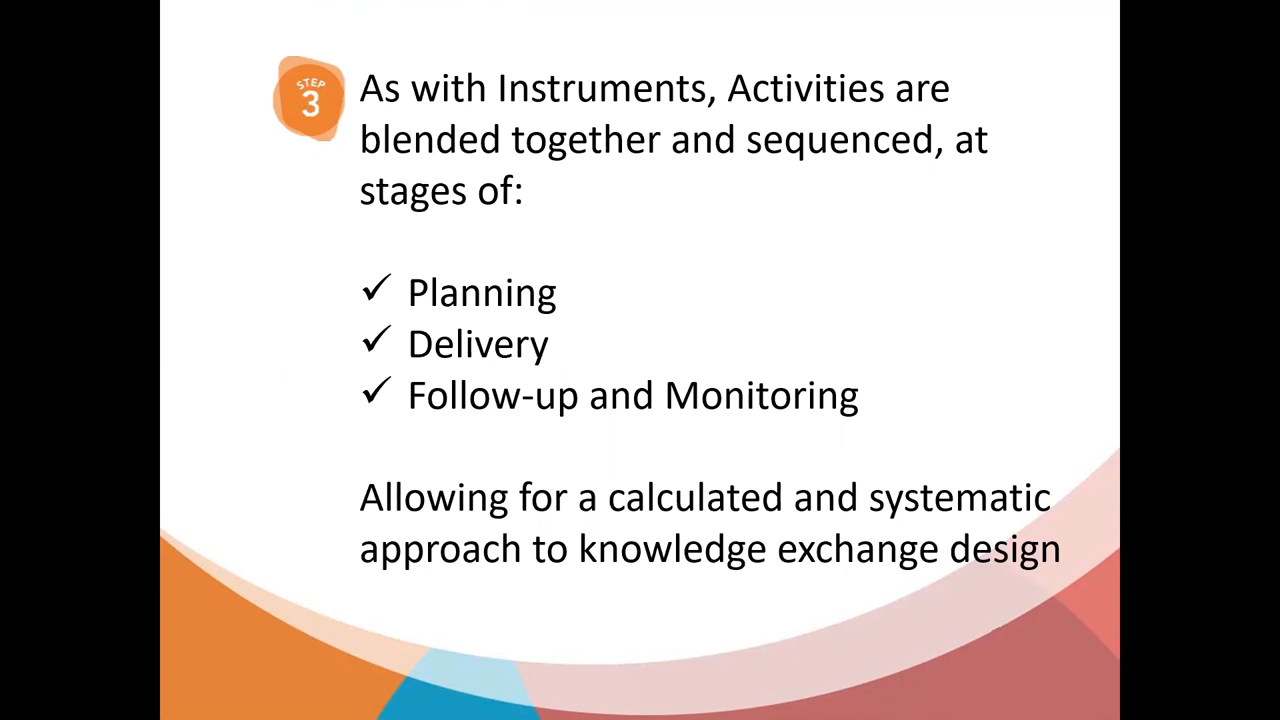 STEP
3
As with Instruments, Activities are
blended together and sequenced, at
stages of:
✓ Planning
✓ Delivery
✓ Follow-up and Monitoring
Allowing for a calculated and systematic
approach to knowledge exchange design